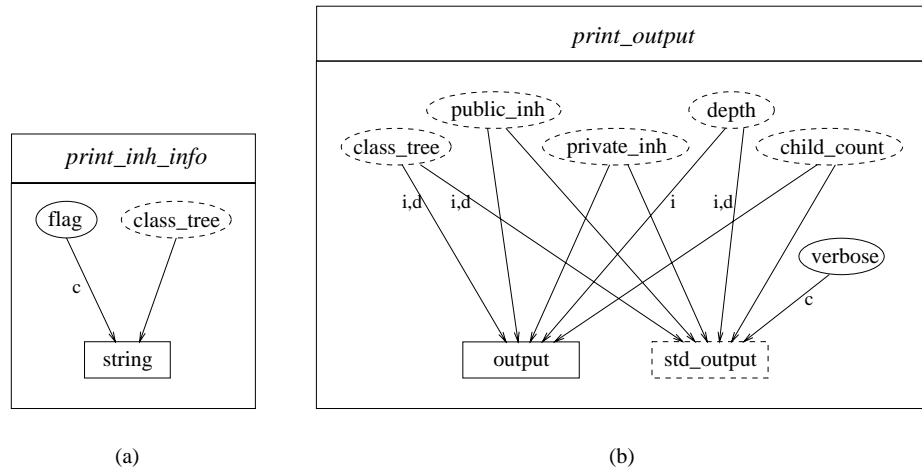 print_inh_info
flag
class_tree
c
string
(a)
print_output
public_inh
depth
class_tree
private_inh
child_count
i,d
i,d
i
i,d
verbose
c
output
std_output
(b)